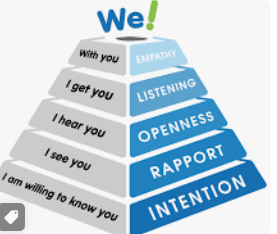 We!
With you EMPATHY
I get you LISTENING
I hear you OPENNESS
I see you RAPPORT
I am willing to know you INTENTION